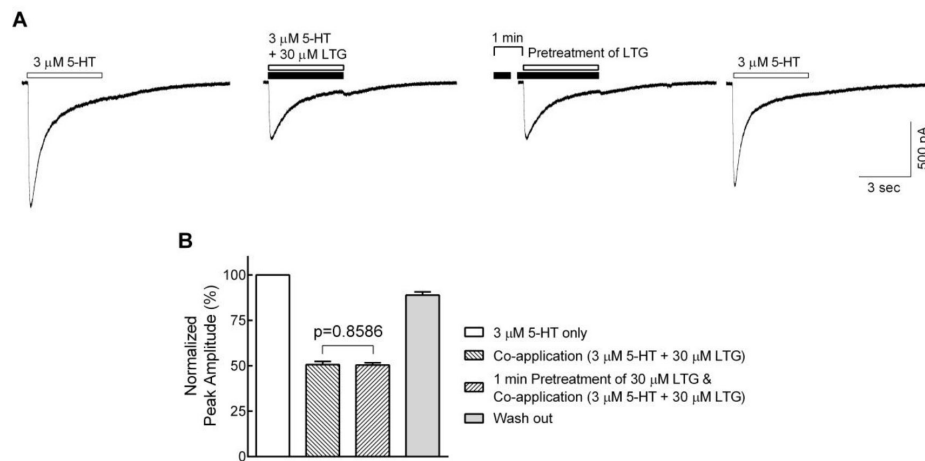 A
3 μM 5-HT
3 μM 5-HT
+ 30 μM LTG
1 min
Pretreatment of LTG
3 μM 5-HT
500 pA
3 sec
B
Normalized
Peak Amplitude (%)
100
75
50
25
0
p=0.8586
3 μM 5-HT only
Co-application (3 μM 5-HT + 30 μM LTG)
1 min Pretreatment of 30 μM LTG &
Co-application (3 μM 5-HT + 30 μM LTG)
Wash out